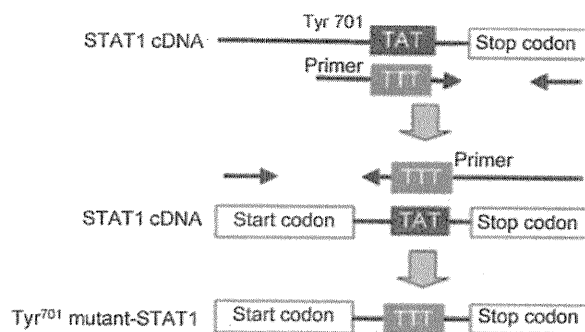 Tyr 701
STAT1 cDNA TAT Stop codon
Primer
TTT
TTT Primer
STAT1 cDNA Start codon TAT Stop codon
Tyr701 mutant-STAT1 Start codon TTT Stop codon